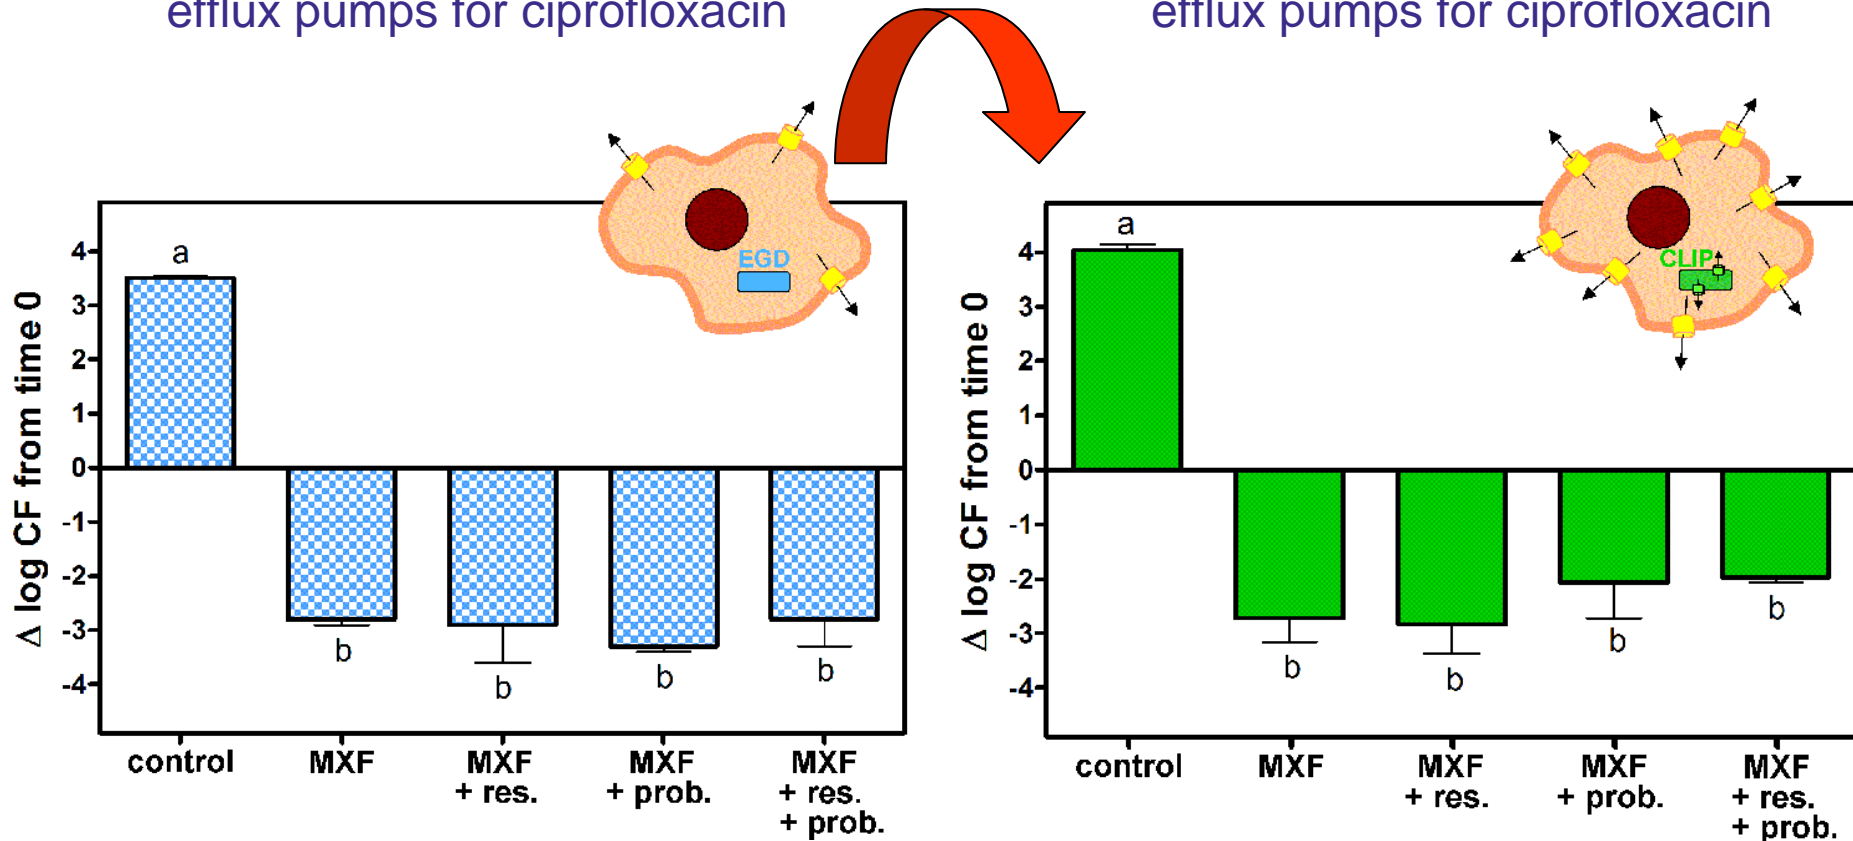 efflux pumps for ciprofloxacin
EGD
Δ log CF from time 0
4
3
2
1
0
-1
-2
-3
-4
a
b
b
b
b
control
MXF
MXF
+ res.
MXF
+ prob.
MXF
+ res.
+ prob.
efflux pumps for ciprofloxacin
CLIP
Δ log CF from time 0
4
3
2
1
0
-1
-2
-3
-4
a
b
b
b
b
control
MXF
MXF
+ res.
MXF
+ prob.
MXF
+ res.
+ prob.